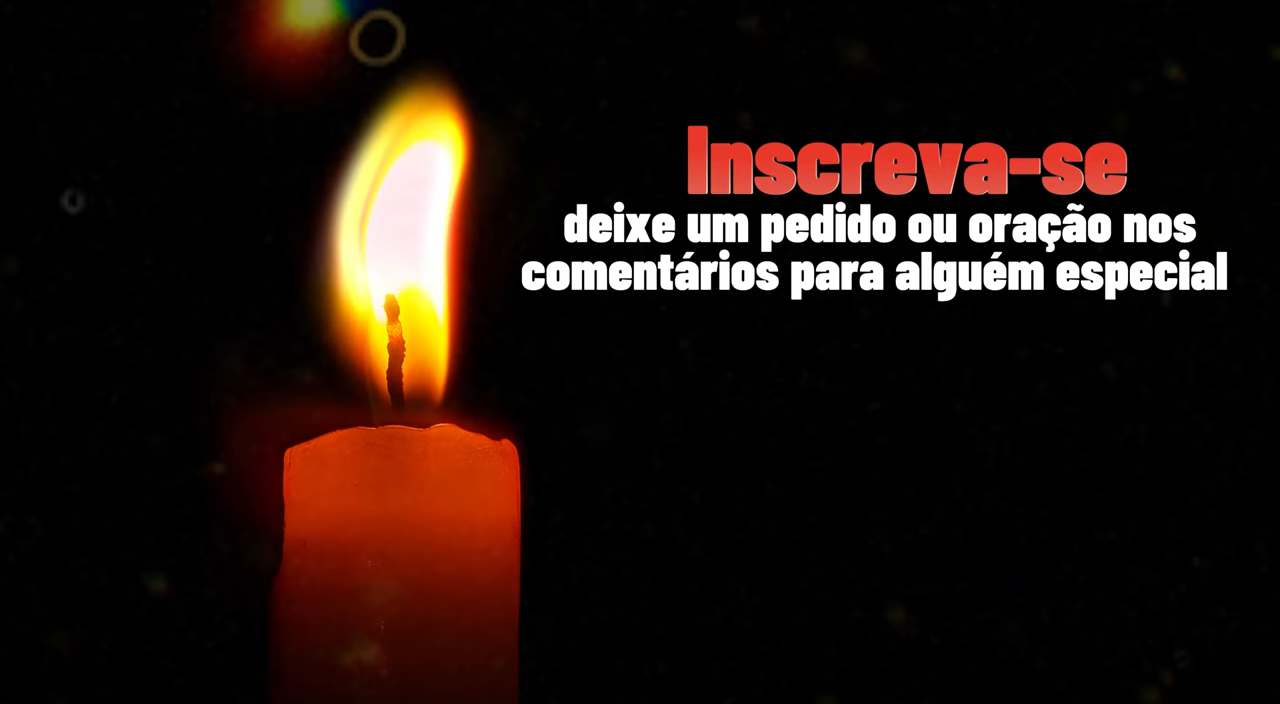 Inscreva-se
deixe um pedido ou oração nos
comentários para alguém especial